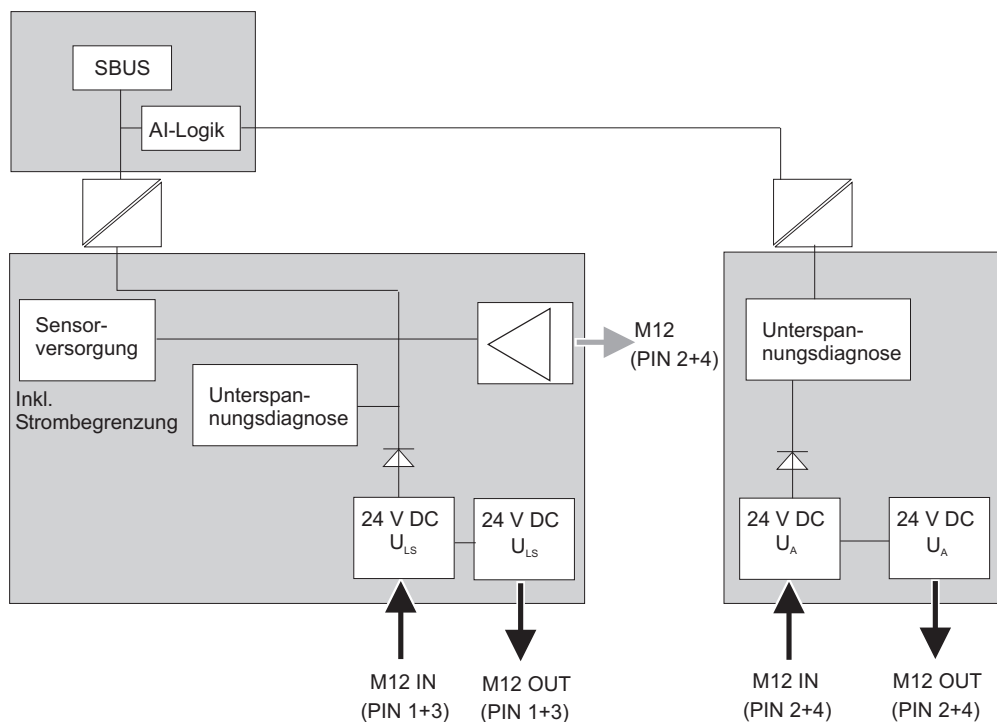 SBUS
AI-Logik
Sensor-
versorgung
Inkl.
Strombegrenzung
Unterspan-
nungsdiagnose
M12
(PIN 2+4)
Unterspan-
nungsdiagnose
24 V DC
U_LS
24 V DC
U_LS
24 V DC
U_A
24 V DC
U_A
M12 IN
(PIN 1+3)
M12 OUT
(PIN 1+3)
M12 IN
(PIN 2+4)
M12 OUT
(PIN 2+4)